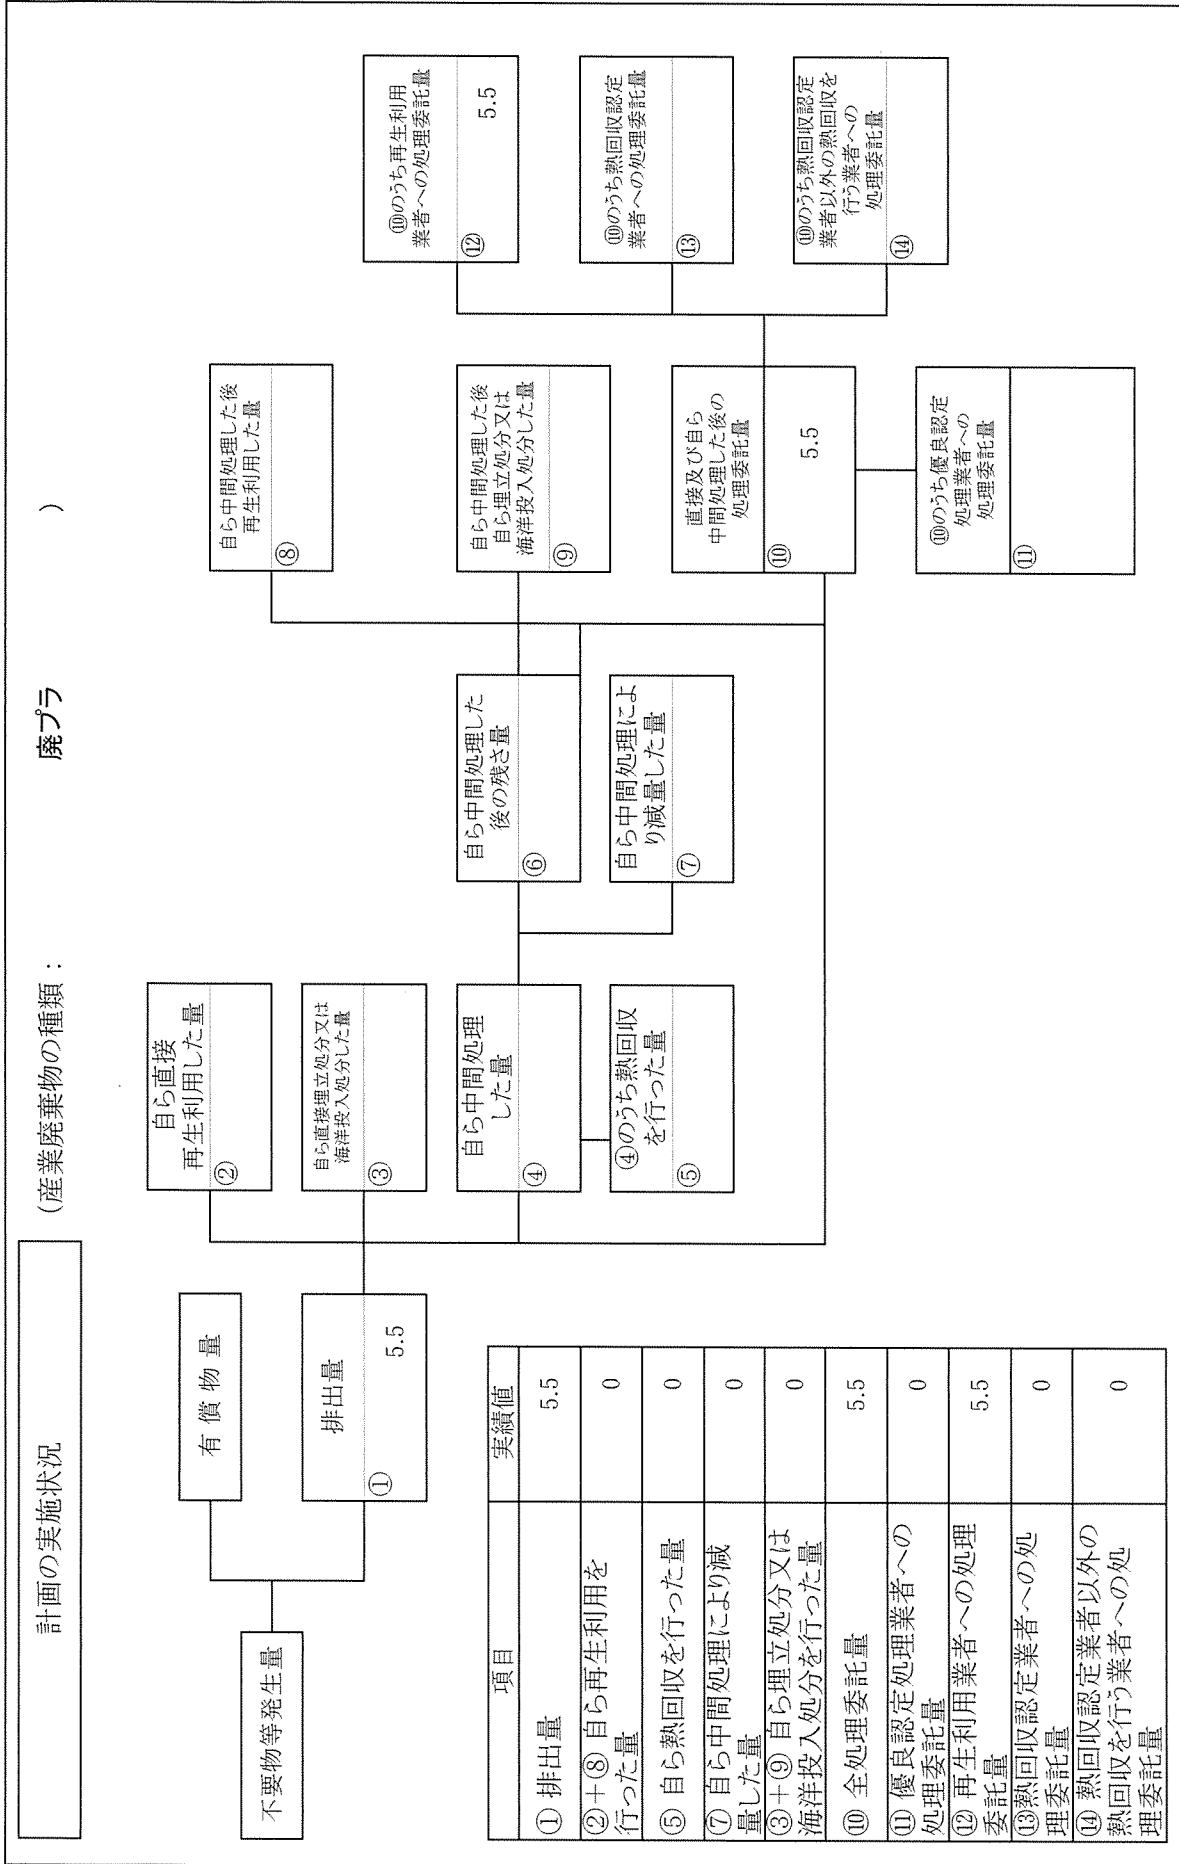 計画の実施状況
(産業廃棄物の種類： 廃プラ )
不要物等発生量
有 償 物 量
排出量
① 5.5
自ら直接
再生利用した量
②
自ら直接埋立処分又は
海洋投入処分した量
③
自ら中間処理
した量
④
④のうち熱回収
を行った量
⑤
自ら中間処理した
後の残さ量
⑥
自ら中間処理によ
り減量した量
⑦
自ら中間処理した後
再生利用した量
⑧
自ら中間処理した後
自ら埋立処分又は
海洋投入処分した量
⑨
直接及び自ら
中間処理した後の
処理委託量
⑩ 5.5
⑩のうち優良認定
処理業者への
処理委託量
⑪
⑩のうち再生利用
業者への処理委託量
⑫ 5.5
⑩のうち熱回収認定
業者への処理委託量
⑬
⑩のうち熱回収認定
業者以外の熱回収を
行う業者への
処理委託量
⑭
項目 実績値
① 排出量 5.5
②＋⑧ 自ら再生利用を
行った量 0
⑤ 自ら熱回収を行った量 0
⑦ 自ら中間処理により減
量した量 0
③＋⑨ 自ら埋立処分又は
海洋投入処分を行った量 0
⑩ 全処理委託量 5.5
⑪ 優良認定処理業者への
処理委託量 0
⑫ 再生利用業者への処理
委託量 5.5
⑬熱回収認定業者への処
理委託量 0
⑭ 熱回収認定業者以外の
熱回収を行う業者への処
理委託量 0